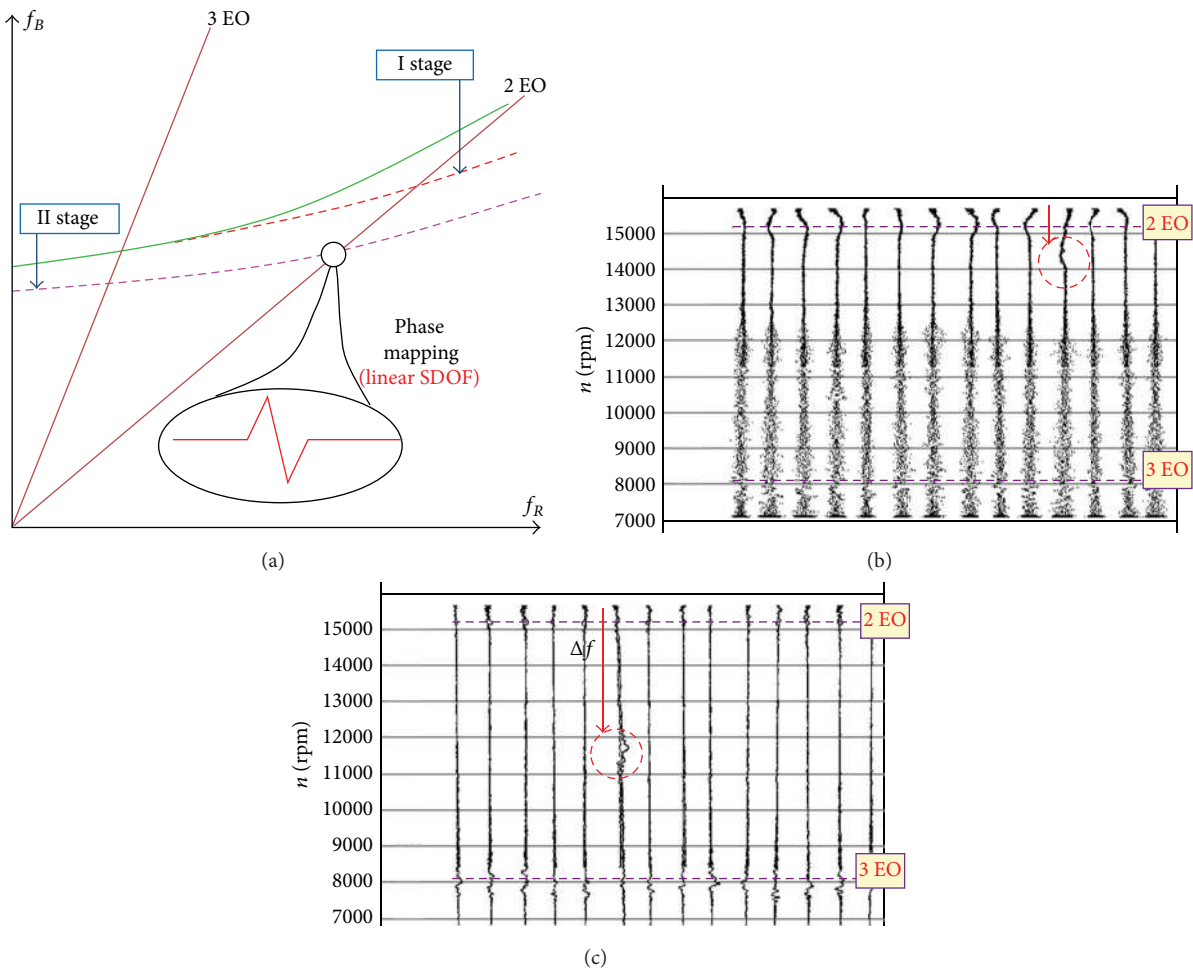 f_B
3 EO
I stage
2 EO
II stage
Phase
mapping
(linear SDOF)
f_R
(a)
n (rpm)
15000
14000
13000
12000
11000
10000
9000
8000
7000
2 EO
3 EO
(b)
n (rpm)
15000
14000
13000
12000
11000
10000
9000
8000
7000
Δf
2 EO
3 EO
(c)